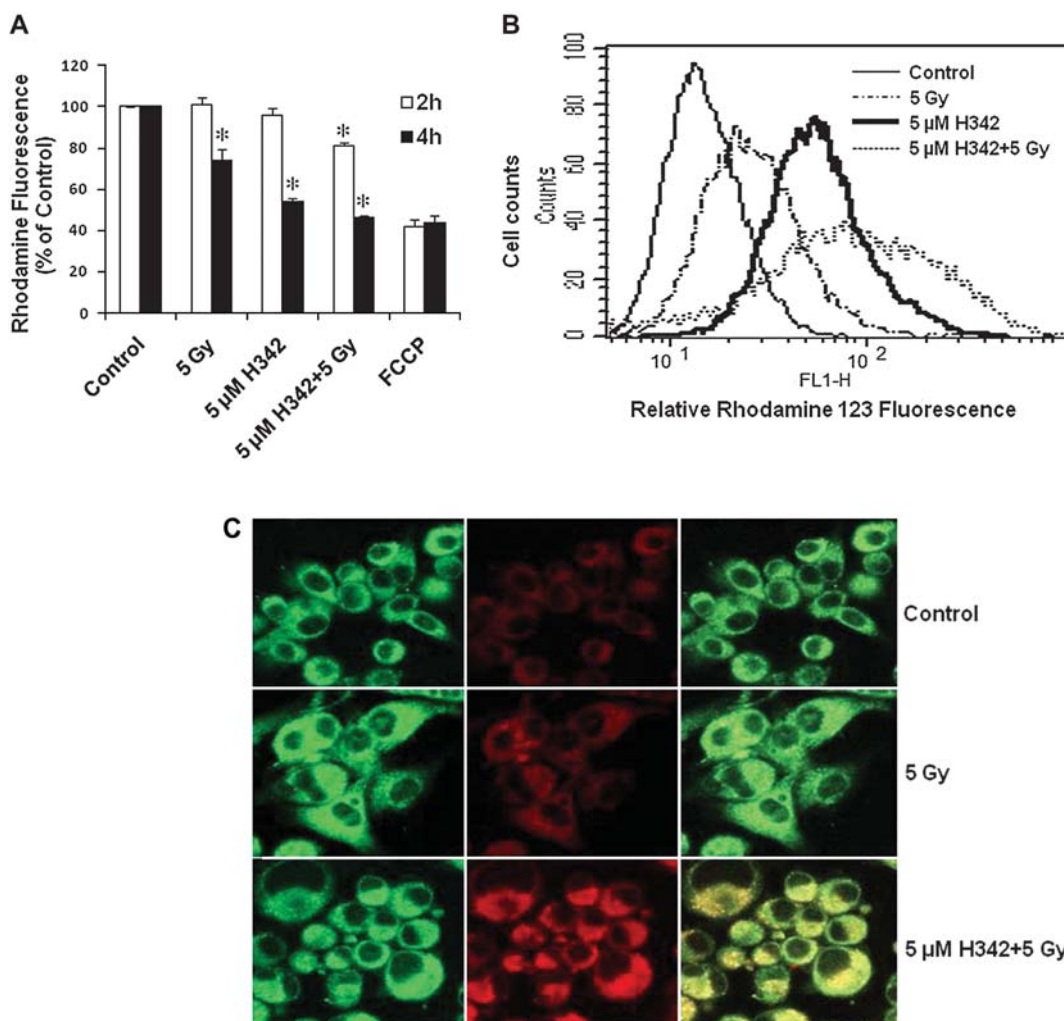 A
Rhodamine Fluorescence
(% of Control)
120
100
80
60
40
20
0
2h
4h
*
*
*
*
Control
5 Gy
5 µM H342
5 µM H342+5 Gy
FCCP
B
Cell counts
Counts
100
80
60
40
20
0
Control
5 Gy
5 µM H342
5 µM H342+5 Gy
10 1
10 2
FL1-H
Relative Rhodamine 123 Fluorescence
C
Control
5 Gy
5 µM H342+5 Gy